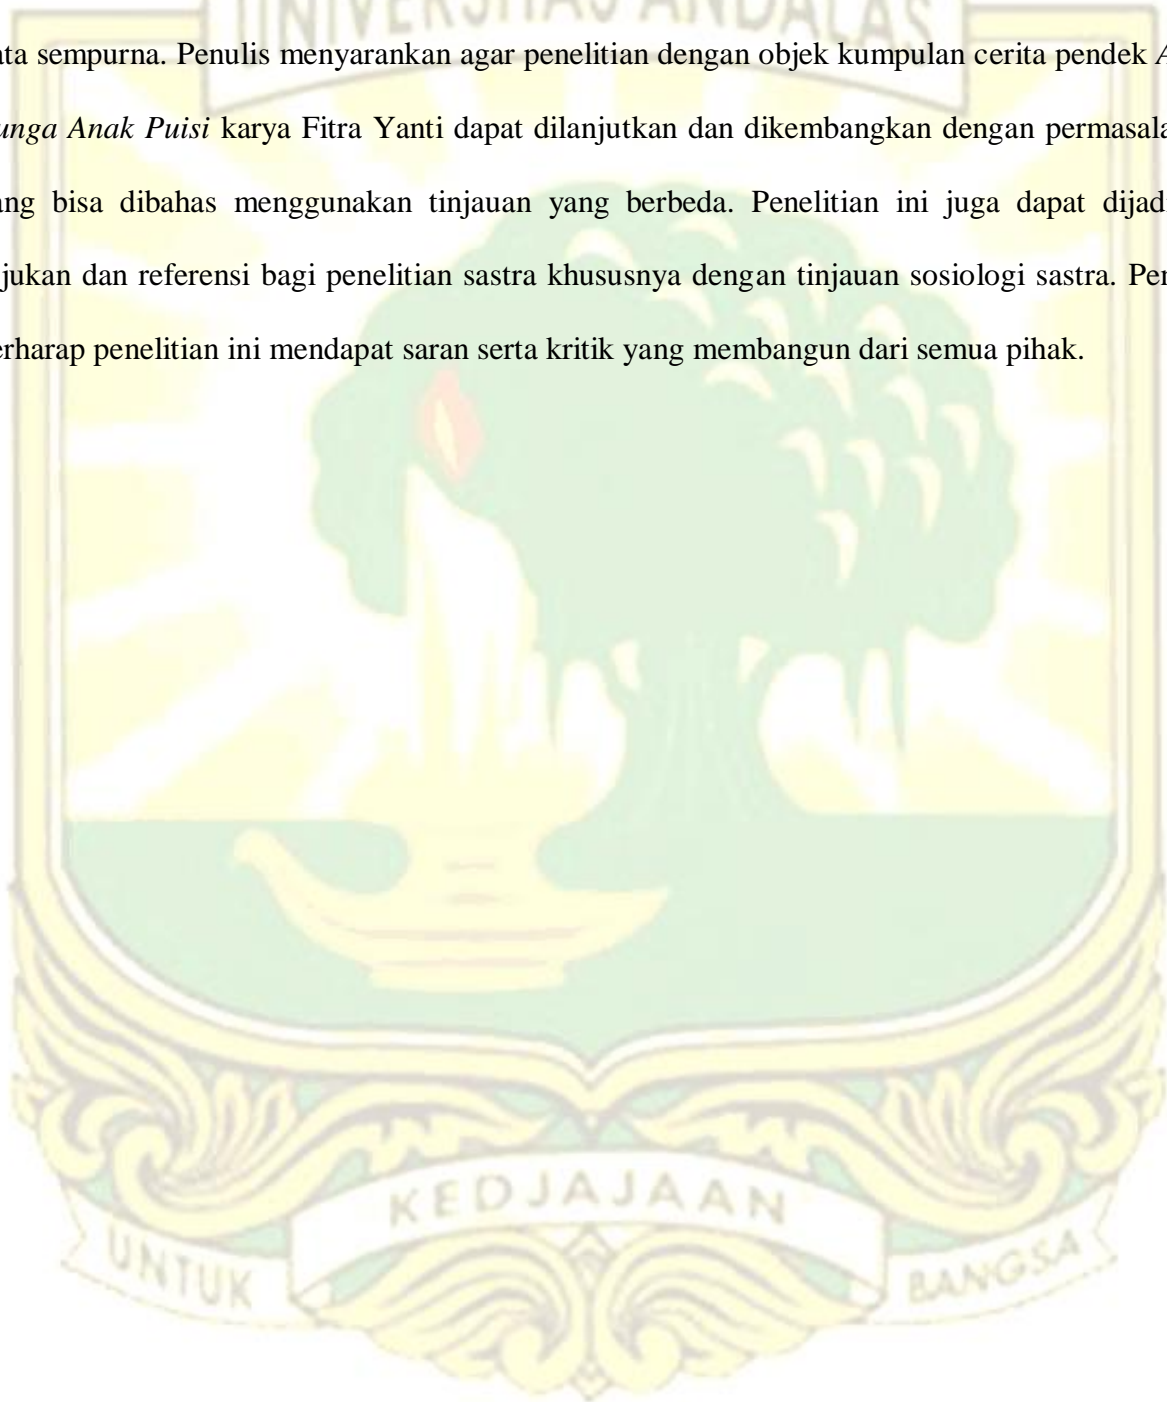 UNIVERSITAS ANDALAS
ata sempurna. Penulis menyarankan agar penelitian dengan objek kumpulan cerita pendek A
unga Anak Puisi karya Fitra Yanti dapat dilanjutkan dan dikembangkan dengan permasala
ang bisa dibahas menggunakan tinjauan yang berbeda. Penelitian ini juga dapat dijadi
jukan dan referensi bagi penelitian sastra khususnya dengan tinjauan sosiologi sastra. Pen
erharap penelitian ini mendapat saran serta kritik yang membangun dari semua pihak.
UNTUK KEDJAJAAN BANGSA